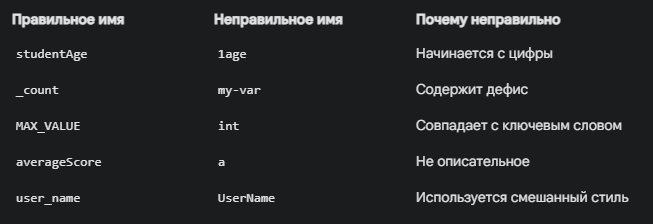 Правильное имя Неправильное имя Почему неправильно
studentAge 1age Начинается с цифры
_count my-var Содержит дефис
MAX_VALUE int Совпадает с ключевым словом
averageScore a Не описательное
user_name UserName Используется смешанный стиль